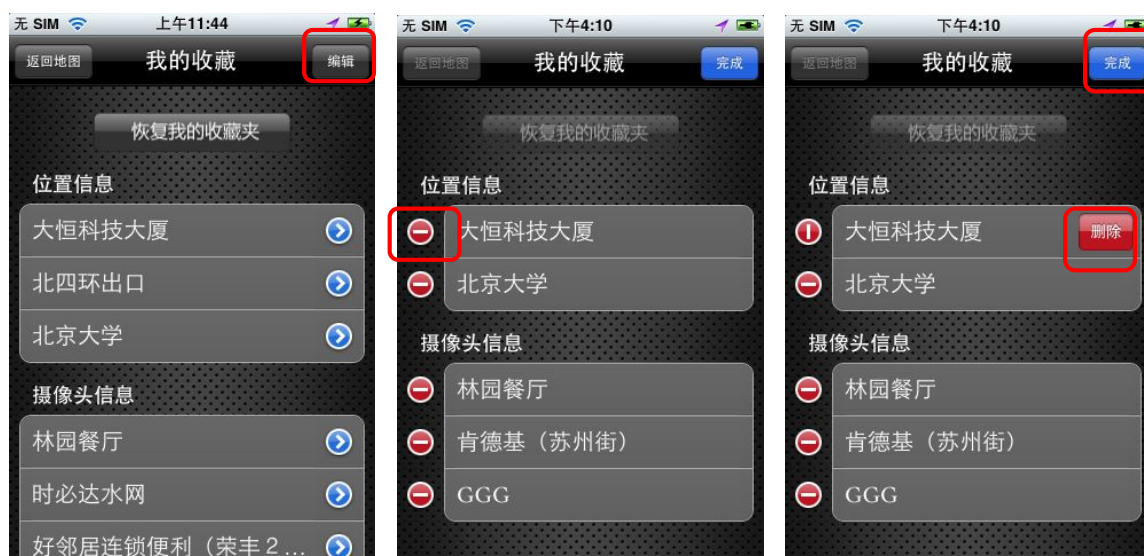 无 SIM 上午11:44
返回地图 我的收藏 编辑
恢复我的收藏夹
位置信息
大恒科技大厦
北四环出口
北京大学
摄像头信息
林园餐厅
时必达水网
好邻居连锁便利（荣丰２...
无 SIM 下午4:10
返回地图 我的收藏 完成
恢复我的收藏夹
位置信息
大恒科技大厦
北京大学
摄像头信息
林园餐厅
肯德基（苏州街）
GGG
无 SIM 下午4:10
返回地图 我的收藏 完成
恢复我的收藏夹
位置信息
大恒科技大厦 删除
北京大学
摄像头信息
林园餐厅
肯德基（苏州街）
GGG